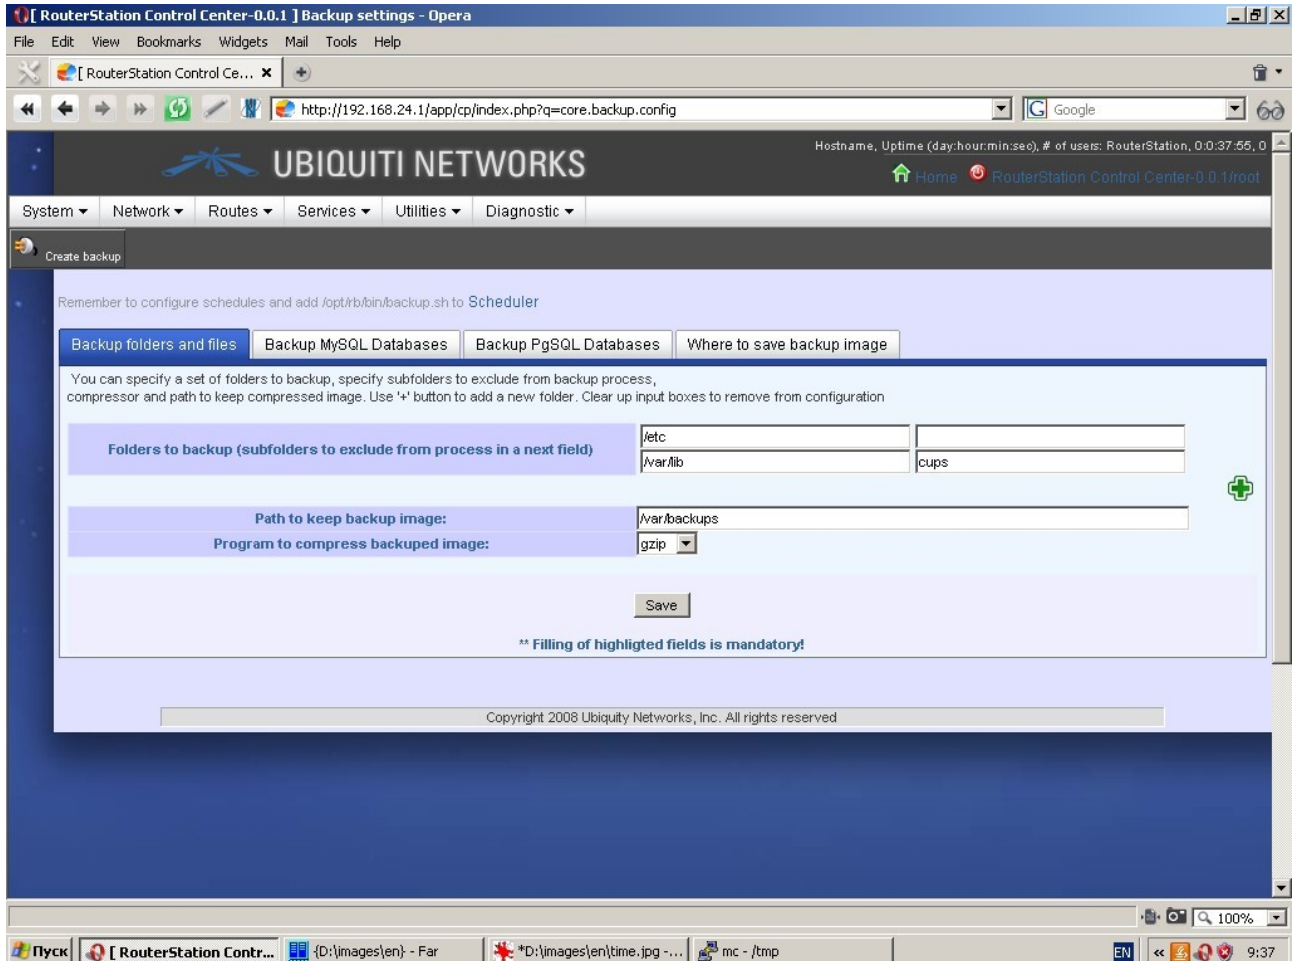 [ RouterStation Control Center-0.0.1 ] Backup settings - Opera
File Edit View Bookmarks Widgets Mail Tools Help
[ RouterStation Control Ce...
http://192.168.24.1/app/cp/index.php?q=core.backup.config
Google
UBIQUITI NETWORKS
Hostname, Uptime (day:hour:min:sec), # of users: RouterStation, 0:0:37:55, 0
Home RouterStation Control Center-0.0.1/root
System Network Routes Services Utilities Diagnostic
Create backup
Remember to configure schedules and add /opt/rb/bin/backup.sh to Scheduler
Backup folders and files Backup MySQL Databases Backup PgSQL Databases Where to save backup image
You can specify a set of folders to backup, specify subfolders to exclude from backup process,
compressor and path to keep compressed image. Use '+' button to add a new folder. Clear up input boxes to remove from configuration
Folders to backup (subfolders to exclude from process in a next field)
/etc
/var/lib cups
Path to keep backup image: /var/backups
Program to compress backuped image: gzip
Save
** Filling of highligted fields is mandatory!
Copyright 2008 Ubiquity Networks, Inc. All rights reserved
100%
Пуск [ RouterStation Contr... {D:\images\en} - Far *D:\images\en\time.jpg -... mc - /tmp EN « 9:37